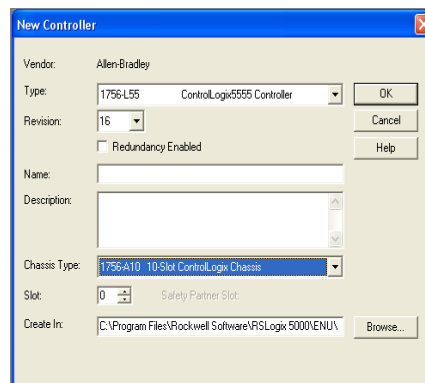 New Controller
Vendor: Allen-Bradley
Type: 1756-L55 ControlLogix5555 Controller OK
Revision: 16 Cancel
Redundancy Enabled Help
Name:
Description:
Chassis Type: 1756-A10 10-Slot ControlLogix Chassis
Slot: 0 Safety Partner Slot:
Create In: C:\Program Files\Rockwell Software\RSLogix 5000\ENU\ Browse...